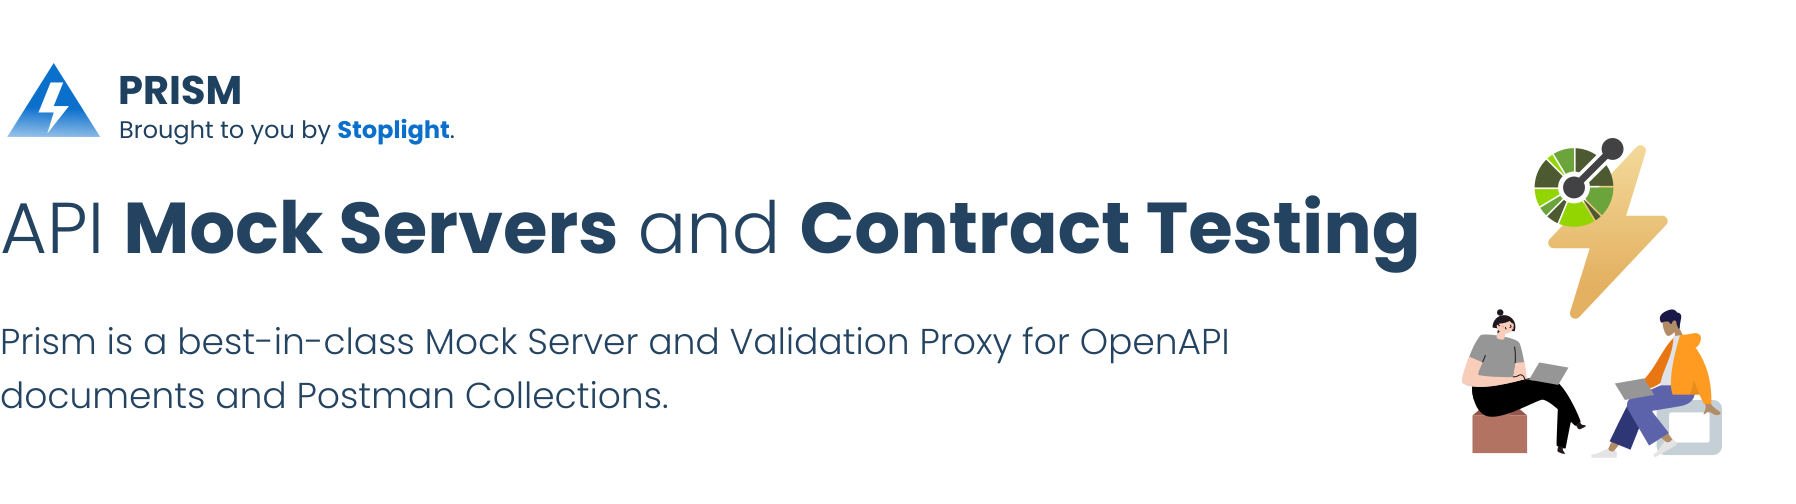 PRISM
Brought to you by Stoplight.
API Mock Servers and Contract Testing
Prism is a best-in-class Mock Server and Validation Proxy for OpenAPI
documents and Postman Collections.